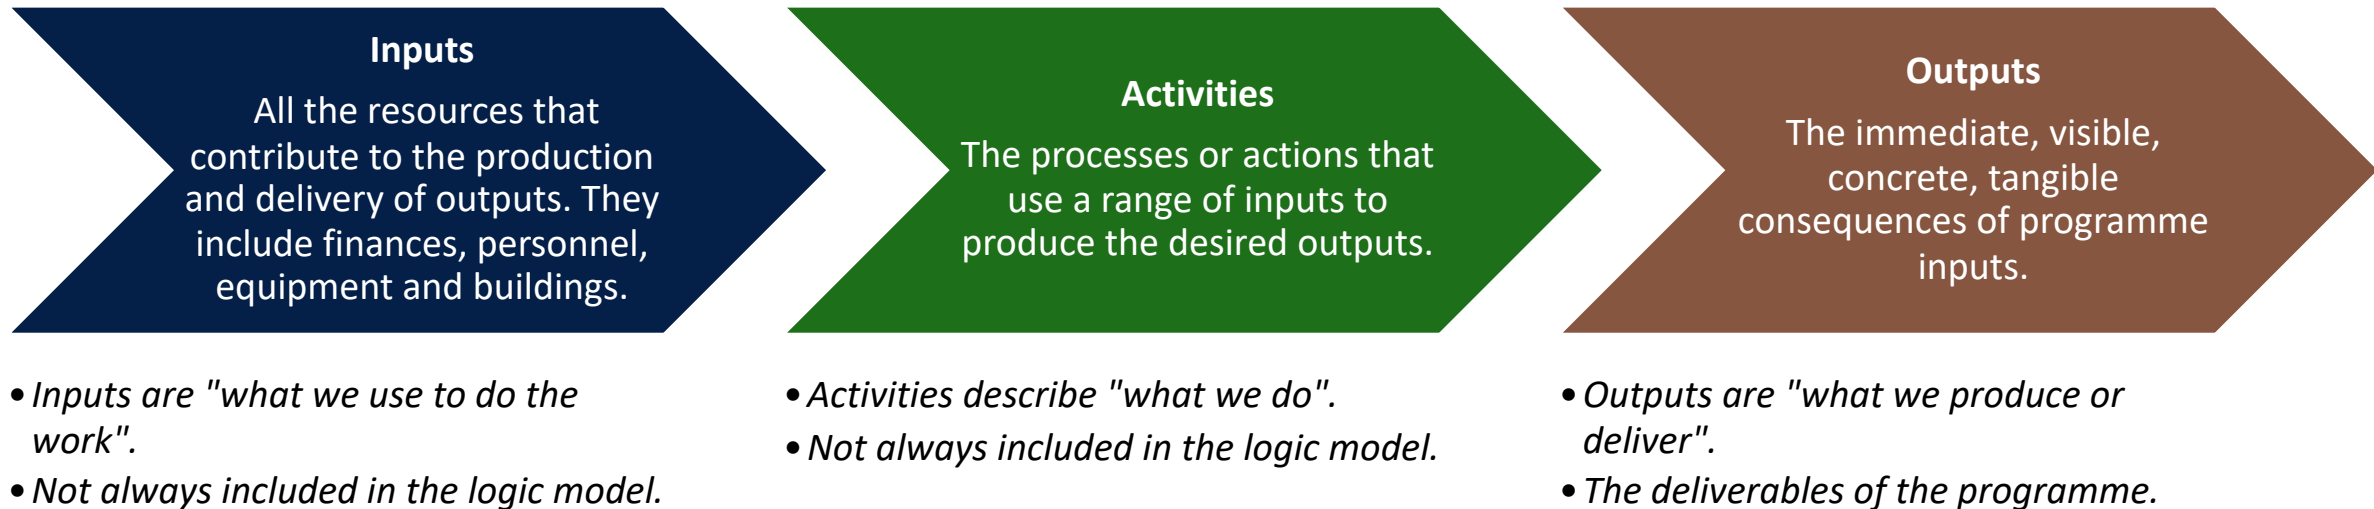 Inputs
All the resources that
contribute to the production
and delivery of outputs. They
include finances, personnel,
equipment and buildings.
• Inputs are "what we use to do the
work".
• Not always included in the logic model.
Activities
The processes or actions that
use a range of inputs to
produce the desired outputs.
• Activities describe "what we do".
• Not always included in the logic model.
Outputs
The immediate, visible,
concrete, tangible
consequences of programme
inputs.
• Outputs are "what we produce or
deliver".
• The deliverables of the programme.